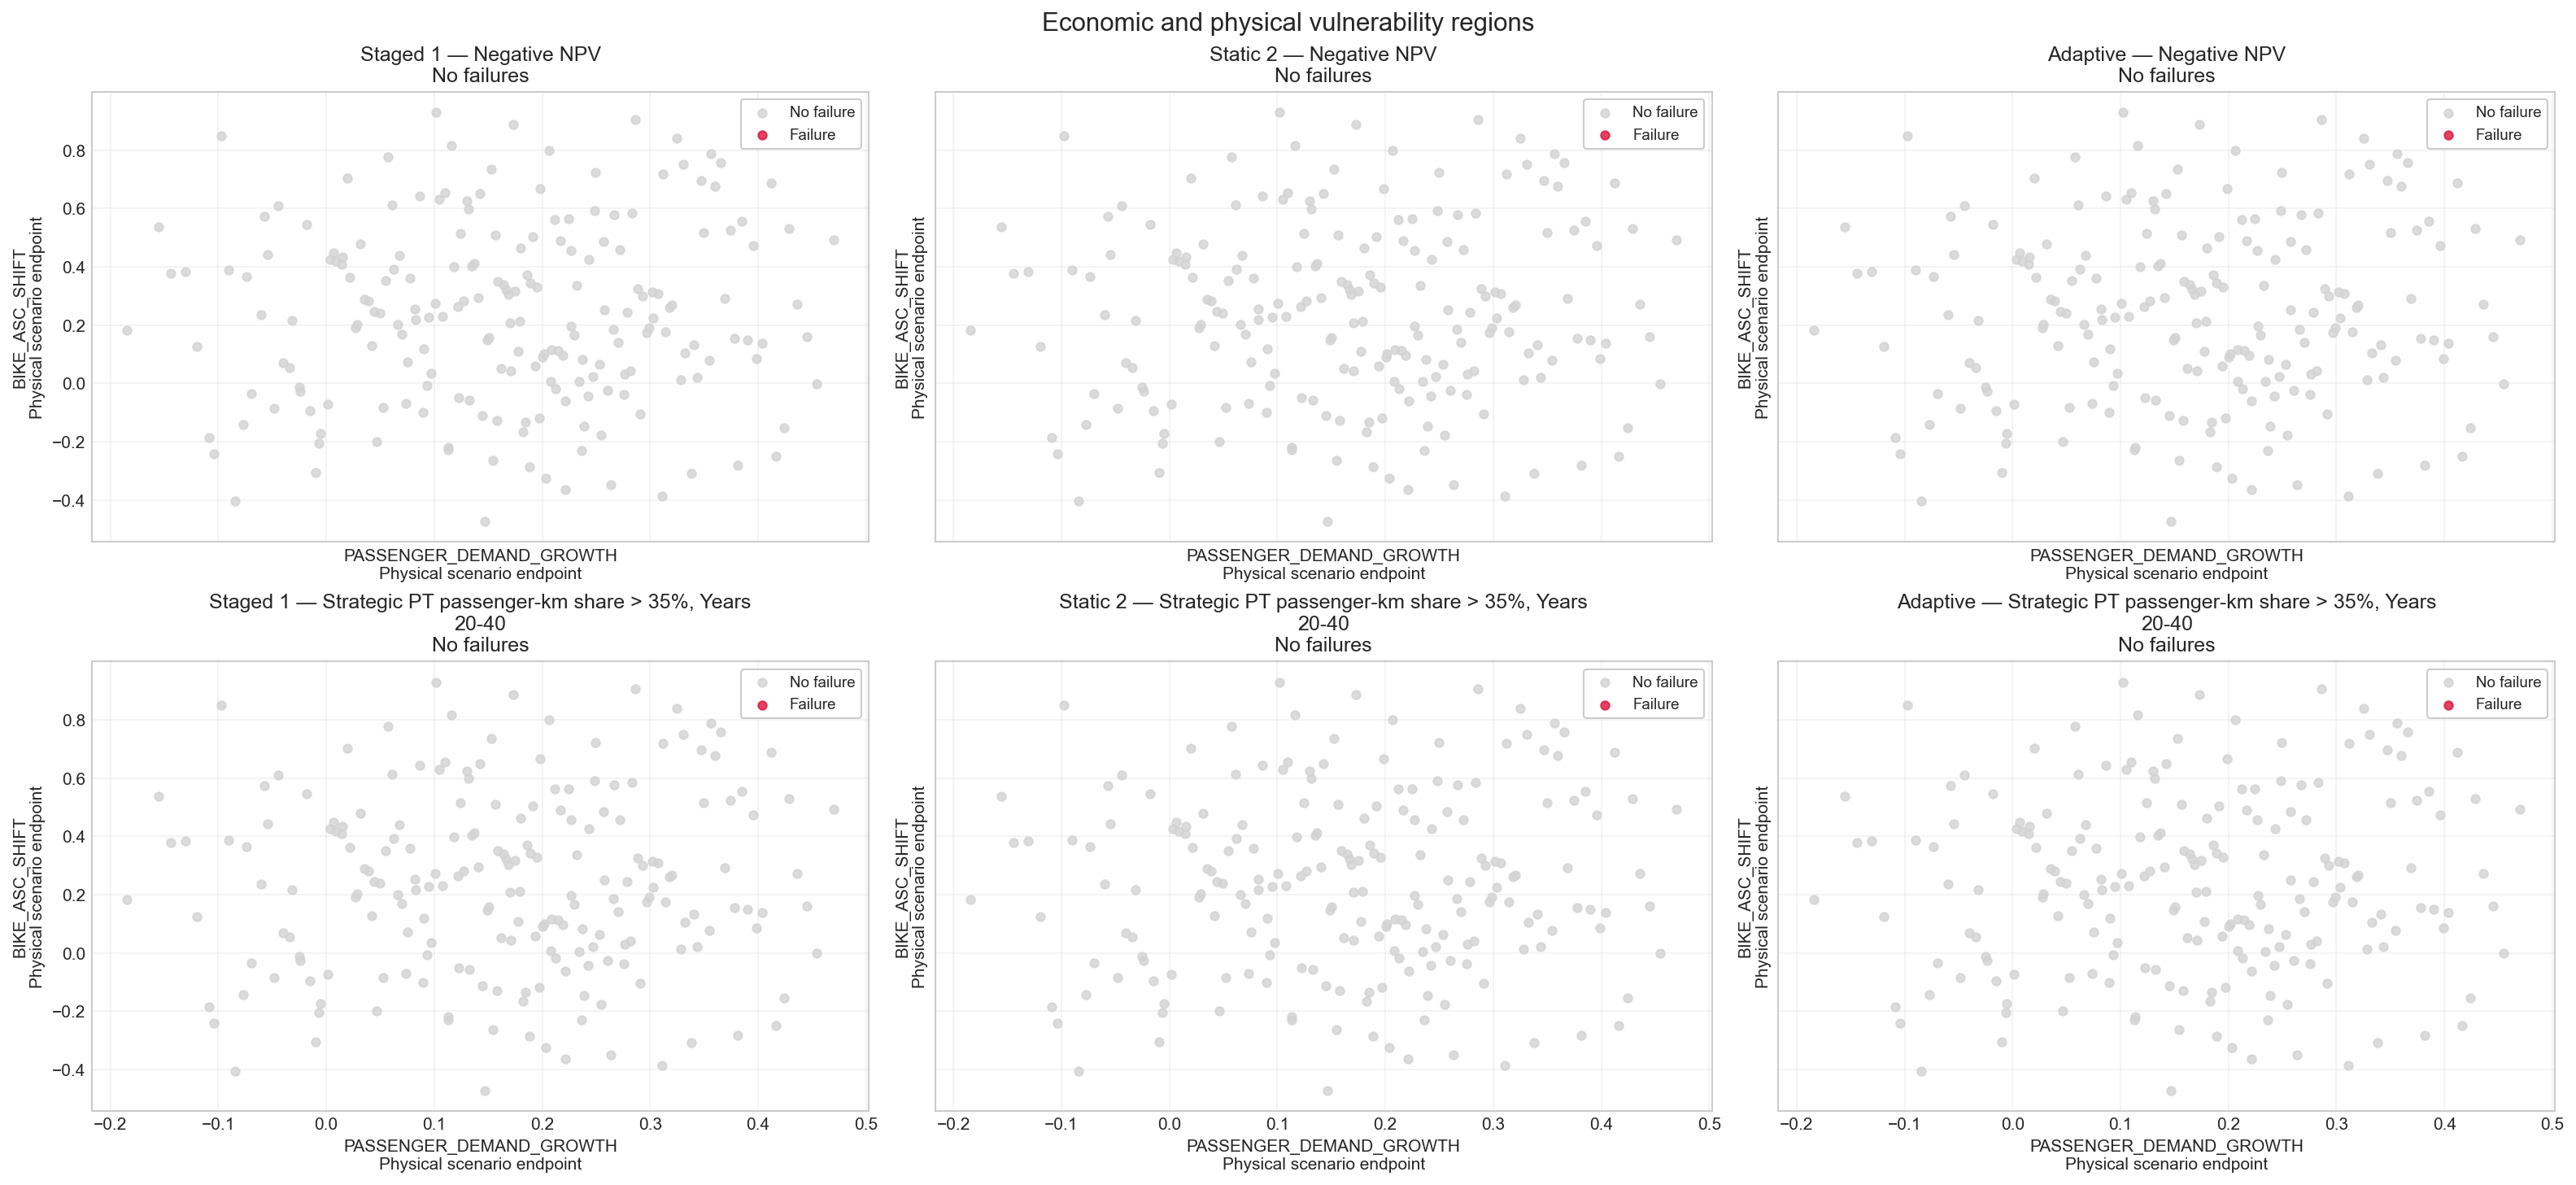 Economic and physical vulnerability regions
Staged 1 — Negative NPV
No failures
Static 2 — Negative NPV
No failures
Adaptive — Negative NPV
No failures
No failure
Failure
No failure
Failure
No failure
Failure
0.8
0.6
0.4
0.2
0.0
−0.2
−0.4
BIKE_ASC_SHIFT
Physical scenario endpoint
BIKE_ASC_SHIFT
Physical scenario endpoint
BIKE_ASC_SHIFT
Physical scenario endpoint
PASSENGER_DEMAND_GROWTH
Physical scenario endpoint
PASSENGER_DEMAND_GROWTH
Physical scenario endpoint
PASSENGER_DEMAND_GROWTH
Physical scenario endpoint
Staged 1 — Strategic PT passenger-km share > 35%, Years
20-40
No failures
Static 2 — Strategic PT passenger-km share > 35%, Years
20-40
No failures
Adaptive — Strategic PT passenger-km share > 35%, Years
20-40
No failures
No failure
Failure
No failure
Failure
No failure
Failure
0.8
0.6
0.4
0.2
0.0
−0.2
−0.4
BIKE_ASC_SHIFT
Physical scenario endpoint
BIKE_ASC_SHIFT
Physical scenario endpoint
BIKE_ASC_SHIFT
Physical scenario endpoint
−0.2 −0.1 0.0 0.1 0.2 0.3 0.4 0.5
−0.2 −0.1 0.0 0.1 0.2 0.3 0.4 0.5
−0.2 −0.1 0.0 0.1 0.2 0.3 0.4 0.5
PASSENGER_DEMAND_GROWTH
Physical scenario endpoint
PASSENGER_DEMAND_GROWTH
Physical scenario endpoint
PASSENGER_DEMAND_GROWTH
Physical scenario endpoint